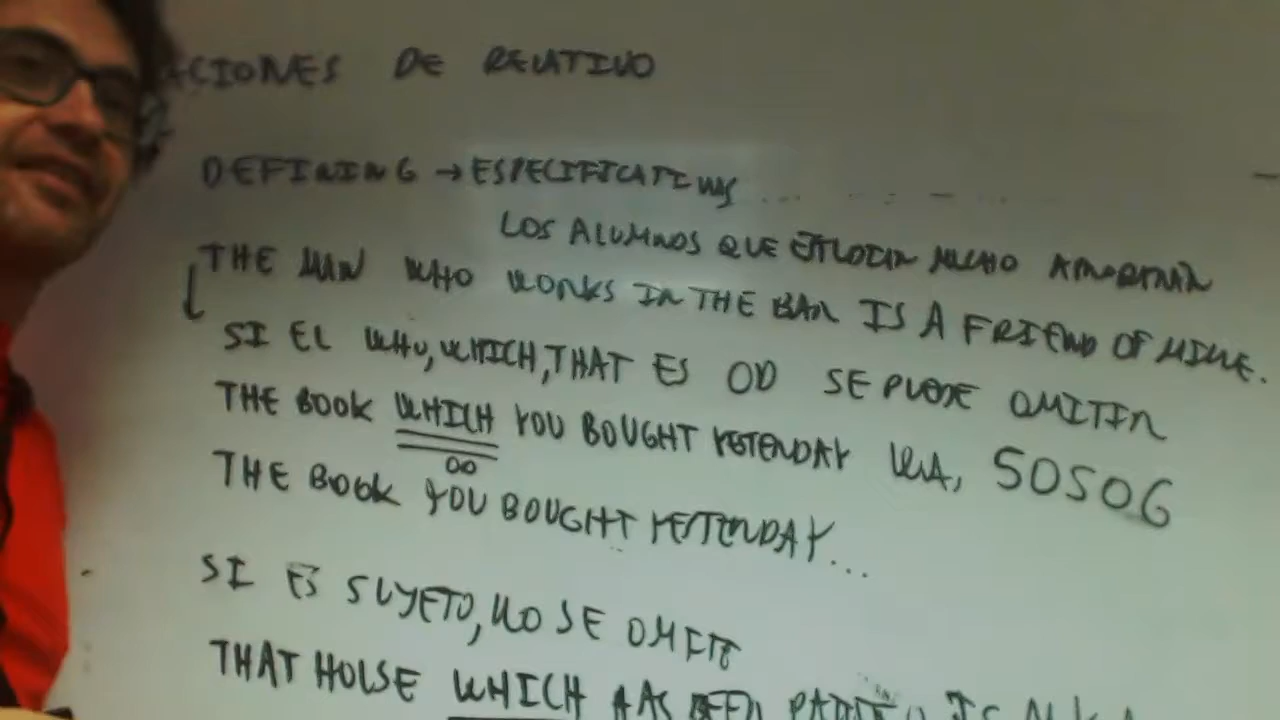 ACIONES DE RELATIVO
DEFINING → ESPECIFICATIVAS ...
LOS ALUMNOS QUE ESTUDIAN MUCHO APROBARÁN
THE MAN WHO WORKS IN THE BAR IS A FRIEND OF MINE.
SI EL WHO, WHICH, THAT ES OD SE PUEDE OMITIR
THE BOOK WHICH YOU BOUGHT YESTERDAY WAS SOSOG
OD
THE BOOK YOU BOUGHT YESTERDAY...
SI ES SUJETO, NO SE OMITE
THAT HOUSE WHICH HAS BEEN IS